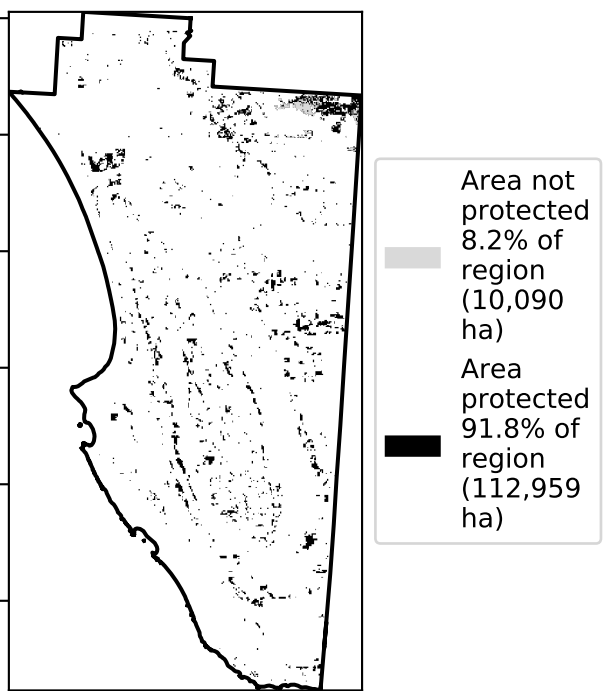 Area not
protected
8.2% of
region
(10,090
ha)
Area
protected
91.8% of
region
(112,959
ha)